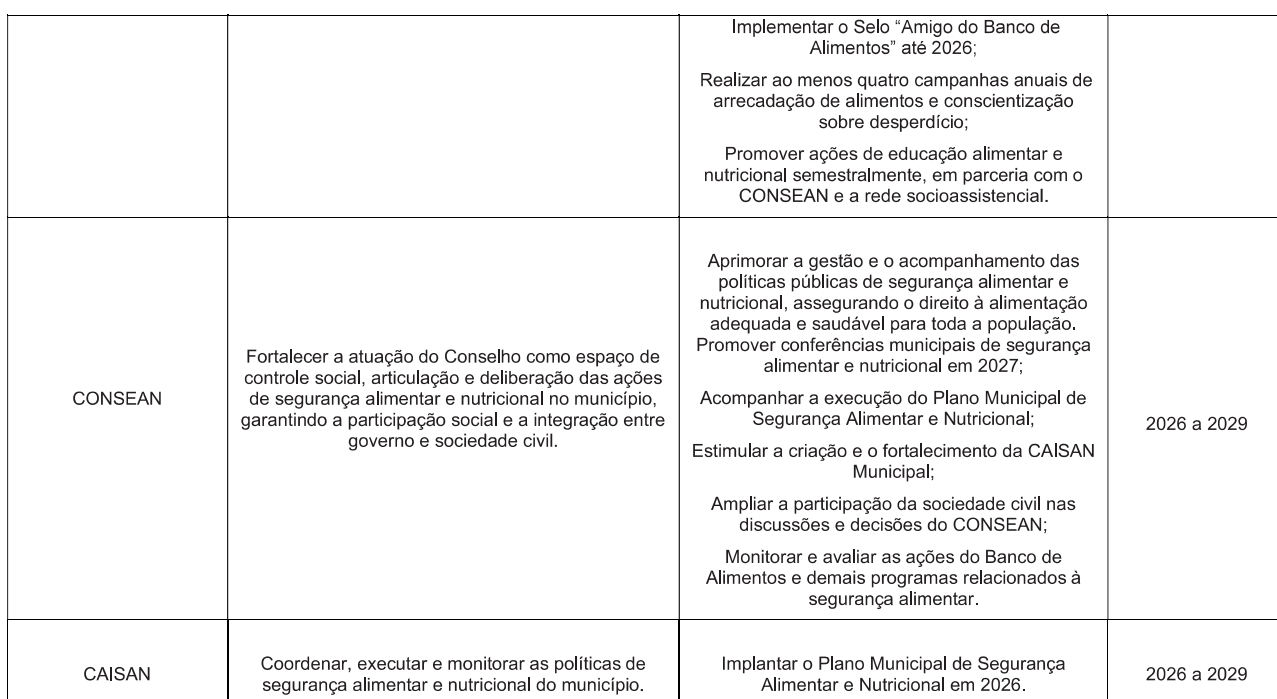 Implementar o Selo “Amigo do Banco de
Alimentos” até 2026;
Realizar ao menos quatro campanhas anuais de
arrecadação de alimentos e conscientização
sobre desperdício;
Promover ações de educação alimentar e
nutricional semestralmente, em parceria com o
CONSEAN e a rede socioassistencial.
CONSEAN
Fortalecer a atuação do Conselho como espaço de
controle social, articulação e deliberação das ações
de segurança alimentar e nutricional no município,
garantindo a participação social e a integração entre
governo e sociedade civil.
Aprimorar a gestão e o acompanhamento das
políticas públicas de segurança alimentar e
nutricional, assegurando o direito à alimentação
adequada e saudável para toda a população.
Promover conferências municipais de segurança
alimentar e nutricional em 2027;
Acompanhar a execução do Plano Municipal de
Segurança Alimentar e Nutricional;
Estimular a criação e o fortalecimento da CAISAN
Municipal;
Ampliar a participação da sociedade civil nas
discussões e decisões do CONSEAN;
Monitorar e avaliar as ações do Banco de
Alimentos e demais programas relacionados à
segurança alimentar.
2026 a 2029
CAISAN
Coordenar, executar e monitorar as políticas de
segurança alimentar e nutricional do município.
Implantar o Plano Municipal de Segurança
Alimentar e Nutricional em 2026.
2026 a 2029